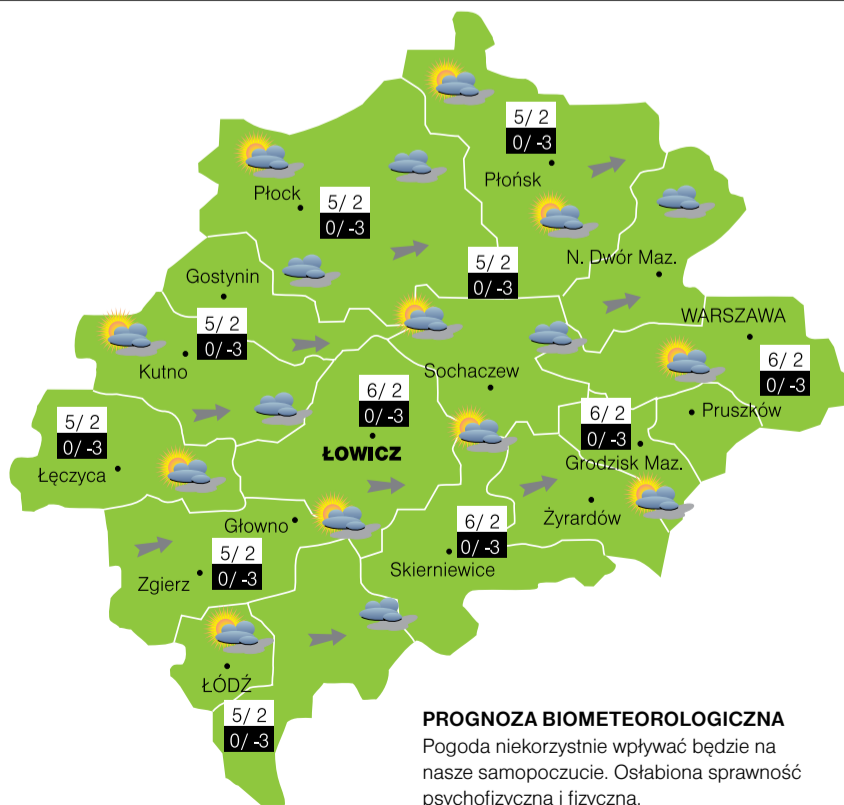 5/ 2
0/ -3
Płońsk
Płock
5/ 2
0/ -3
N. Dwór Maz.
5/ 2
0/ -3
Gostynin
5/ 2
0/ -3
Kutno
WARSZAWA
6/ 2
0/ -3
Sochaczew
6/ 2
0/ -3
ŁOWICZ
5/ 2
0/ -3
Łęczyca
6/ 2
0/ -3
Pruszków
Grodzisk Maz.
Żyrardów
Głowno
6/ 2
0/ -3
Skierniewice
5/ 2
0/ -3
Zgierz
ŁÓDŹ
5/ 2
0/ -3
PROGNOZA BIOMETEOROLOGICZNA
Pogoda niekorzystnie wpływać będzie na
nasze samopoczucie. Osłabiona sprawność
psychofizyczna i fizyczna.